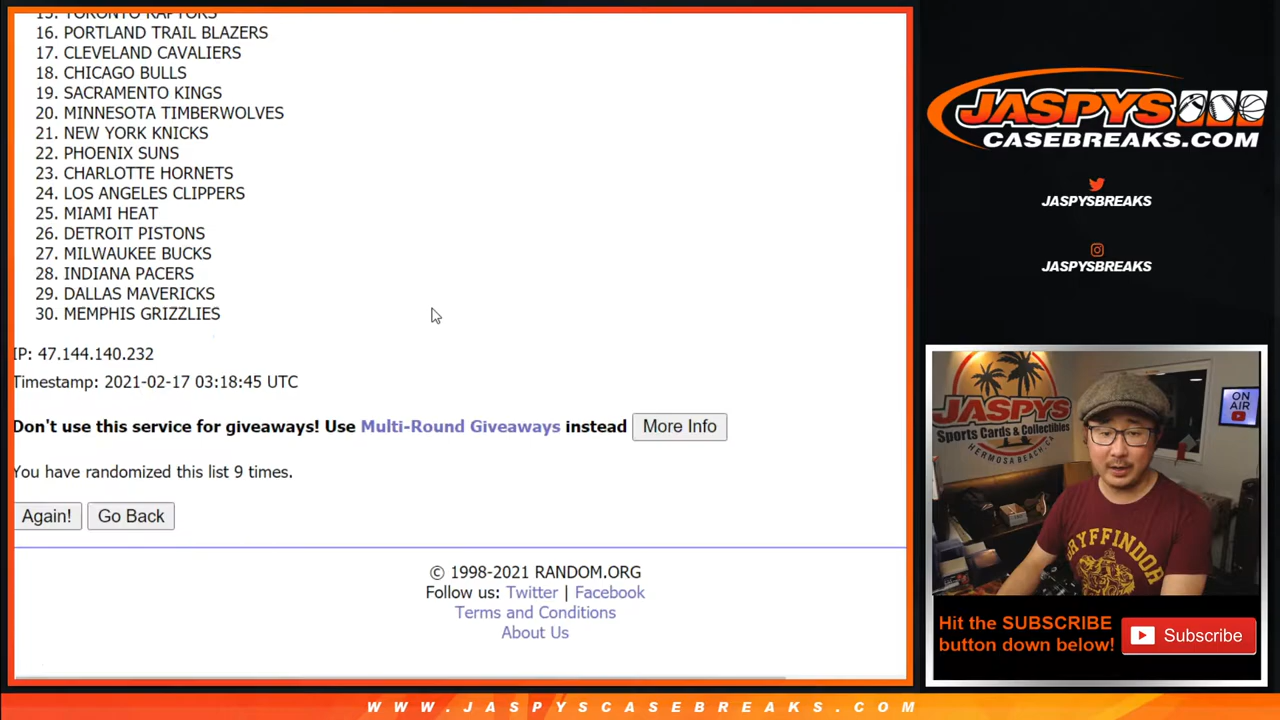 15. TORONTO RAPTORS
16. PORTLAND TRAIL BLAZERS
17. CLEVELAND CAVALIERS
18. CHICAGO BULLS
19. SACRAMENTO KINGS
20. MINNESOTA TIMBERWOLVES
21. NEW YORK KNICKS
22. PHOENIX SUNS
23. CHARLOTTE HORNETS
24. LOS ANGELES CLIPPERS
25. MIAMI HEAT
26. DETROIT PISTONS
27. MILWAUKEE BUCKS
28. INDIANA PACERS
29. DALLAS MAVERICKS
30. MEMPHIS GRIZZLIES
IP: 47.144.140.232
Timestamp: 2021-02-17 03:18:45 UTC
Don't use this service for giveaways! Use Multi-Round Giveaways instead More Info
You have randomized this list 9 times.
Again! Go Back
© 1998-2021 RANDOM.ORG
Follow us: Twitter | Facebook
Terms and Conditions
About Us
JASPYS
CASEBREAKS.COM
JASPYSBREAKS
JASPYSBREAKS
JASPYS
Sports Cards & Collectibles
HERMOSA BEACH, CA
ON
AIR
GRYFFINDOR
Hit the SUBSCRIBE
button down below!
Subscribe
WWW.JASPYSCASEBREAKS.COM